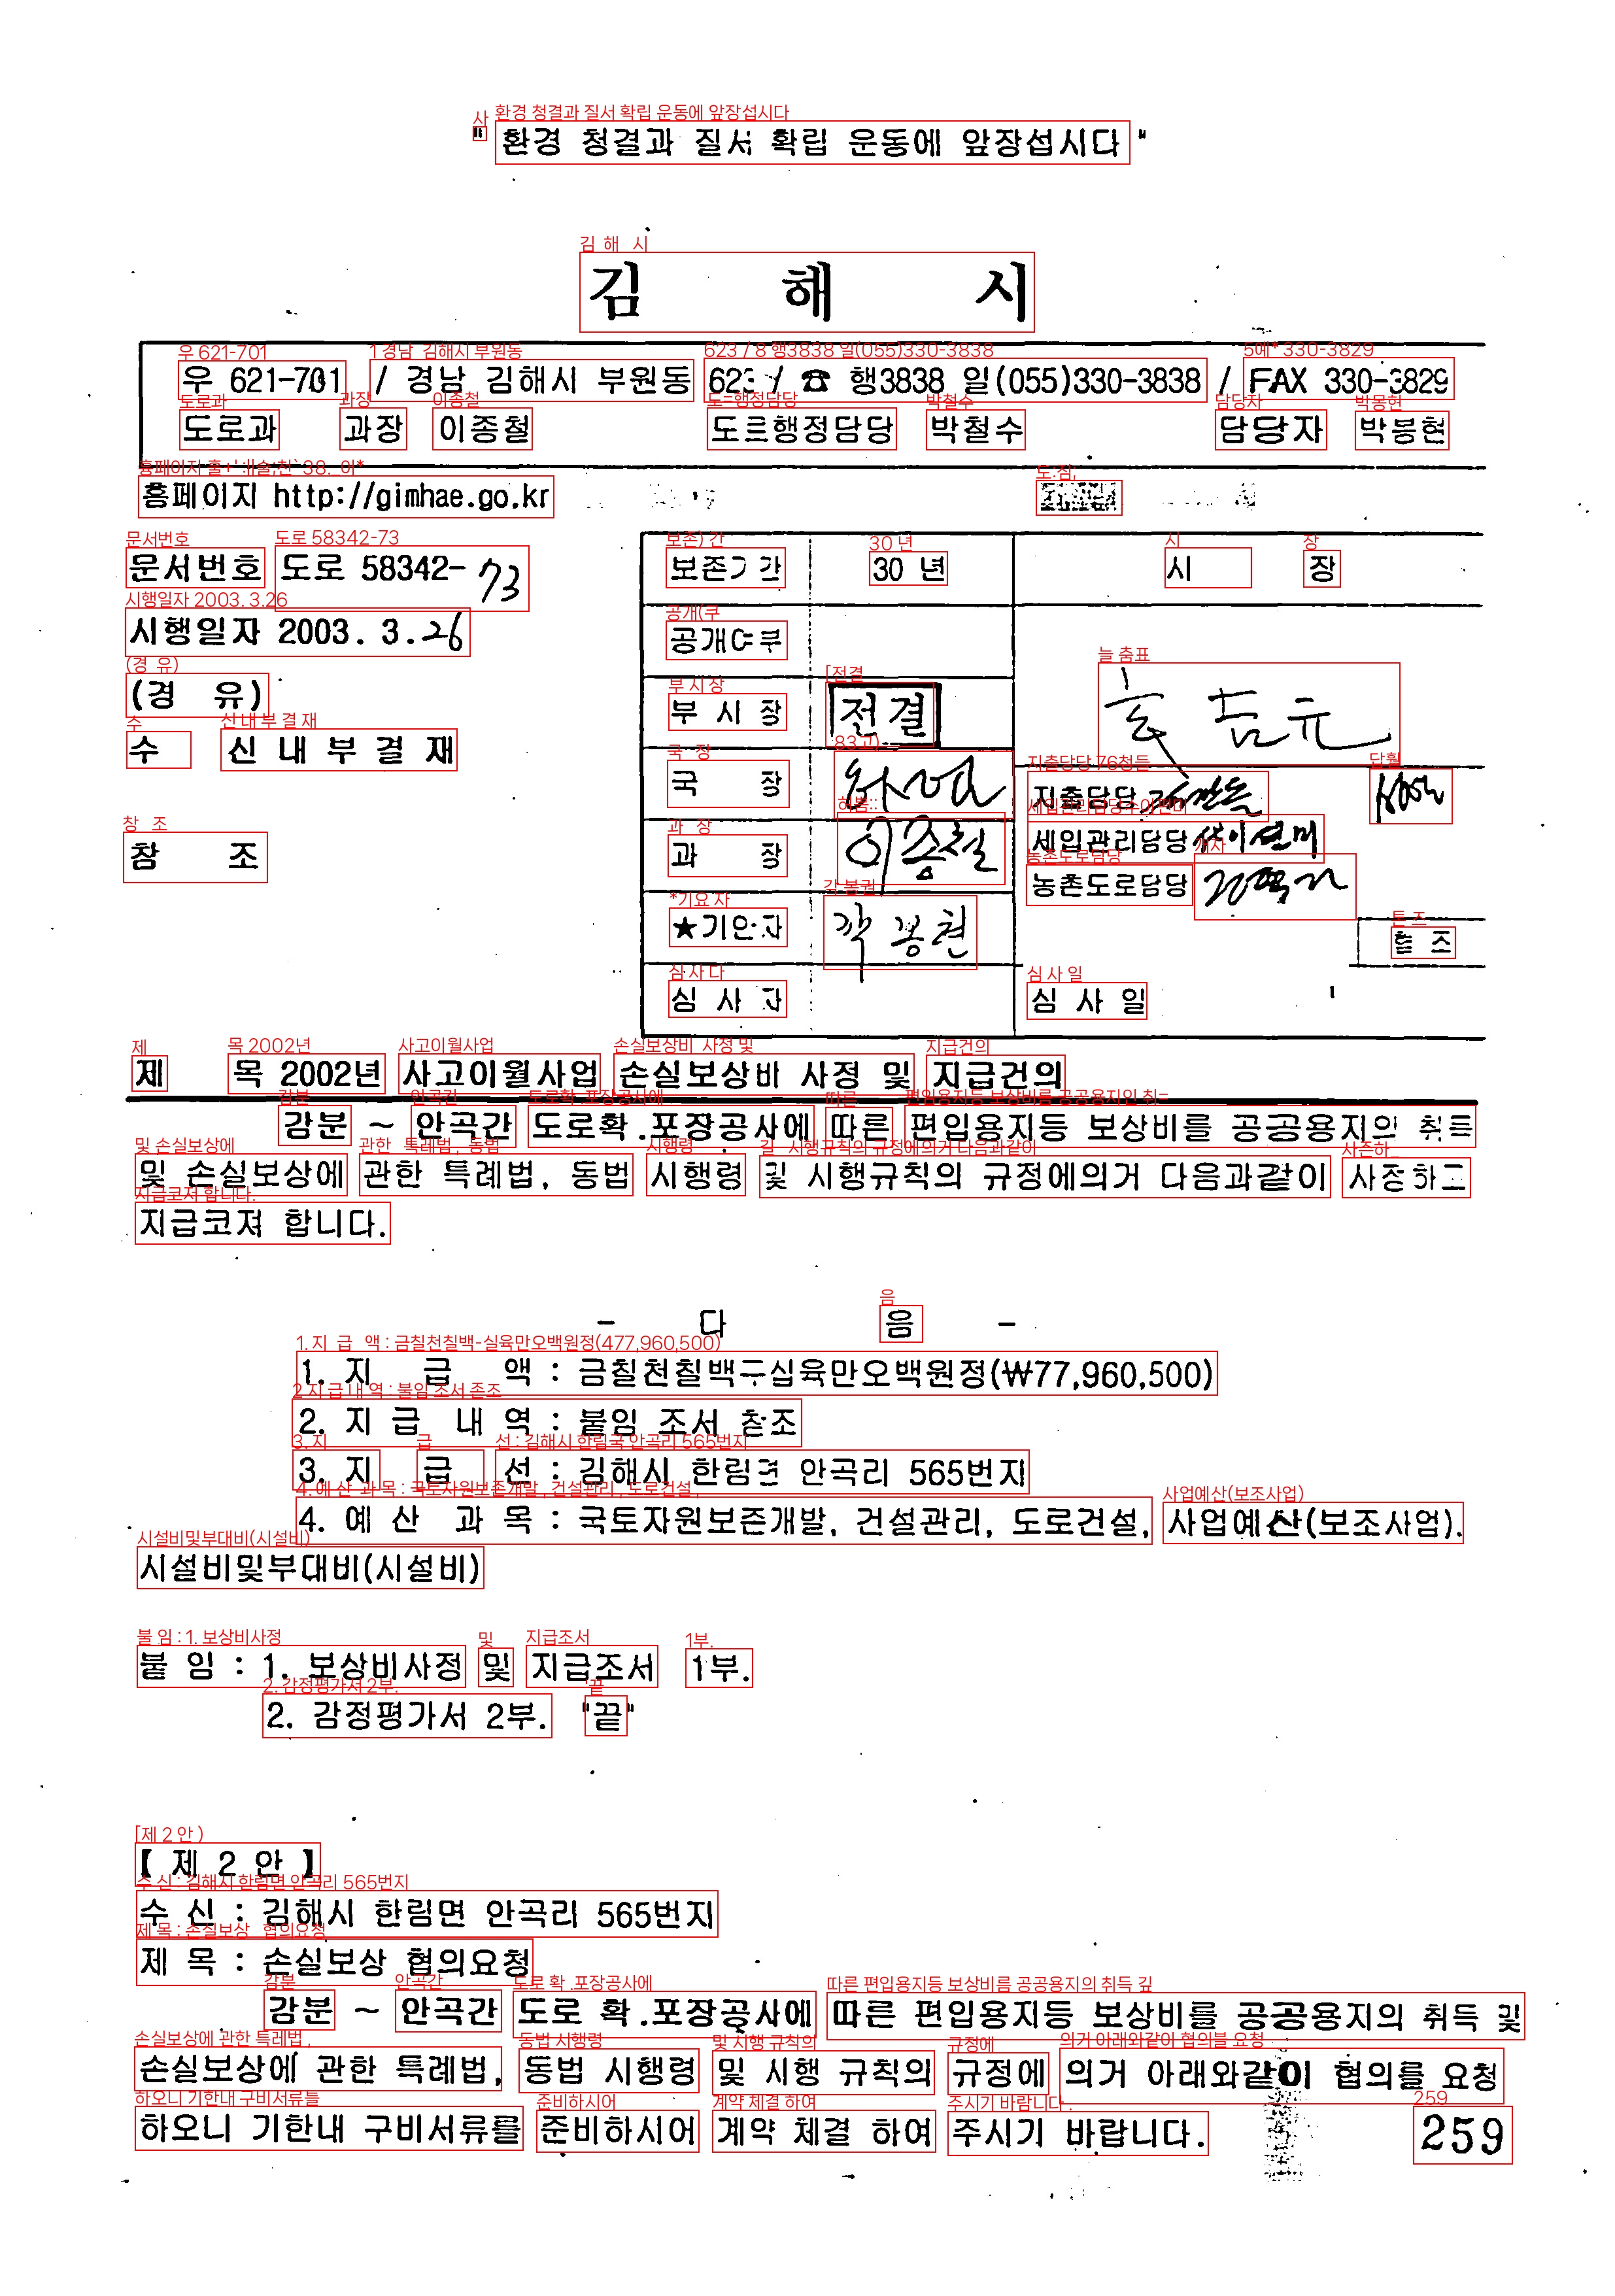 "환경 청결과 질서 확립 운동에 앞장섭시다"
김 해 시
우 621-701 / 경남 김해시 부원동 623 / ☎ 행3838 일(055)330-3838 / FAX 330-3829
도로과 과장 이종철 도로행정담당 박철수 담당자 박봉현
홈페이지 http://gimhae.go.kr
문서번호 도로 58342-73
시행일자 2003. 3.26
(경 유)
수 신 내 부 결 재
참 조
보존기간 30 년 시 장
공개여부
부 시 장 전결
국 장
과 장 이종철
★기안자 박봉현
심 사 자
지출담당
세입관리담당
농촌도로담당
협 조
심 사 일
제 목 2002년 사고이월사업 손실보상비 사정 및 지급건의
감분 ~ 안곡간 도로확.포장공사에 따른 편입용지등 보상비를 공공용지의 취득
및 손실보상에 관한 특례법, 동법 시행령 및 시행규칙의 규정에의거 다음과같이 사정하고
지급코져 합니다.
- 다 음 -
1. 지 급 액 : 금칠천칠백구십육만오백원정(₩77,960,500)
2. 지 급 내 역 : 붙임 조서 참조
3. 지 급 선 : 김해시 한림면 안곡리 565번지
4. 예 산 과 목 : 국토자원보존개발, 건설관리, 도로건설, 사업예산(보조사업).
시설비및부대비(시설비)
붙 임 : 1. 보상비사정 및 지급조서 1부.
2. 감정평가서 2부. "끝"
【 제 2 안 】
수 신 : 김해시 한림면 안곡리 565번지
제 목 : 손실보상 협의요청
감분 ~ 안곡간 도로 확.포장공사에 따른 편입용지등 보상비를 공공용지의 취득 및
손실보상에 관한 특례법, 동법 시행령 및 시행 규칙의 규정에 의거 아래와같이 협의를 요청
하오니 기한내 구비서류를 준비하시어 계약 체결 하여 주시기 바랍니다.
259